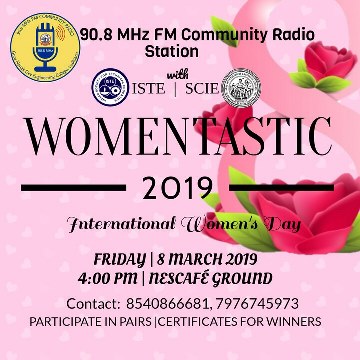 90.8 MHz FM Community Radio
Station
with
ISTE | SCIE
WOMENTASTIC
2019
International Women's Day
FRIDAY | 8 MARCH 2019
4:00 PM | NESCAFÉ GROUND
Contact: 8540866681, 7976745973
PARTICIPATE IN PAIRS |CERTIFICATES FOR WINNERS